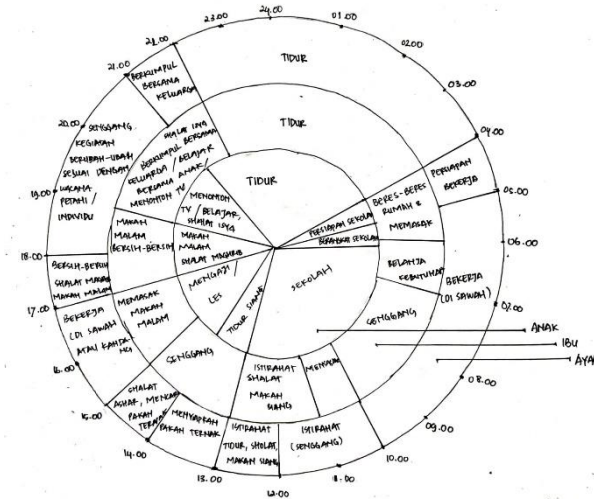 24.00
01.00
02.00
03.00
04.00
05.00
06.00
07.00
08.00
09.00
10.00
12.00
13.00
14.00
15.00
16.00
17.00
18.00
19.00
20.00
21.00
23.00
TIDUR
PERSIAPAN
BEKERJA
BEKERJA
(DI SAWAH)
ISTIRAHAT
(SENGGANG)
ISTIRAHAT
TIDUR, SHOLAT,
MAKAN SIANG
MENYIAPKAN
PAKAN TERNAK
SHALAT
ASHAR, MENCARI
PAKAN
TERNAK
BEKERJA
(DI SAWAH
ATAU KANDA-
NG)
BERSIH-BERSIH
SHALAT MAGRIB
MAKAN MALAM
SENGGANG
KEGIATAN
BERUBAH-UBAH
SESUAI DENGAN
PETANI /
INDIVIDU
BERKUMPUL
BERSAMA
KELUARGA
TIDUR
BERES-BERES
RUMAH &
MEMASAK
BELANJA
KEBUTUHAN
SENGGANG
ISTIRAHAT
SHALAT
MAKAN
SIANG
SENGGANG
MEMASAK
MAKAN
MALAM
MAKAN
MALAM
BERSIH-BERSIH
SHALAT ISYA
BERKUMPUL BERSAMA
KELUARGA / BELAJAR
BERSAMA ANAK /
MENONTON TV
TIDUR
PERSIAPAN SEKOLAH
BERANGKAT SEKOLAH
SEKOLAH
TIDUR SIANG
MENGAJI /
LES
MAKAN
MALAM
SHALAT MAGHRIB
MENONTON
TV / BELAJAR,
SHALAT ISYA
ANAK
IBU
AYA